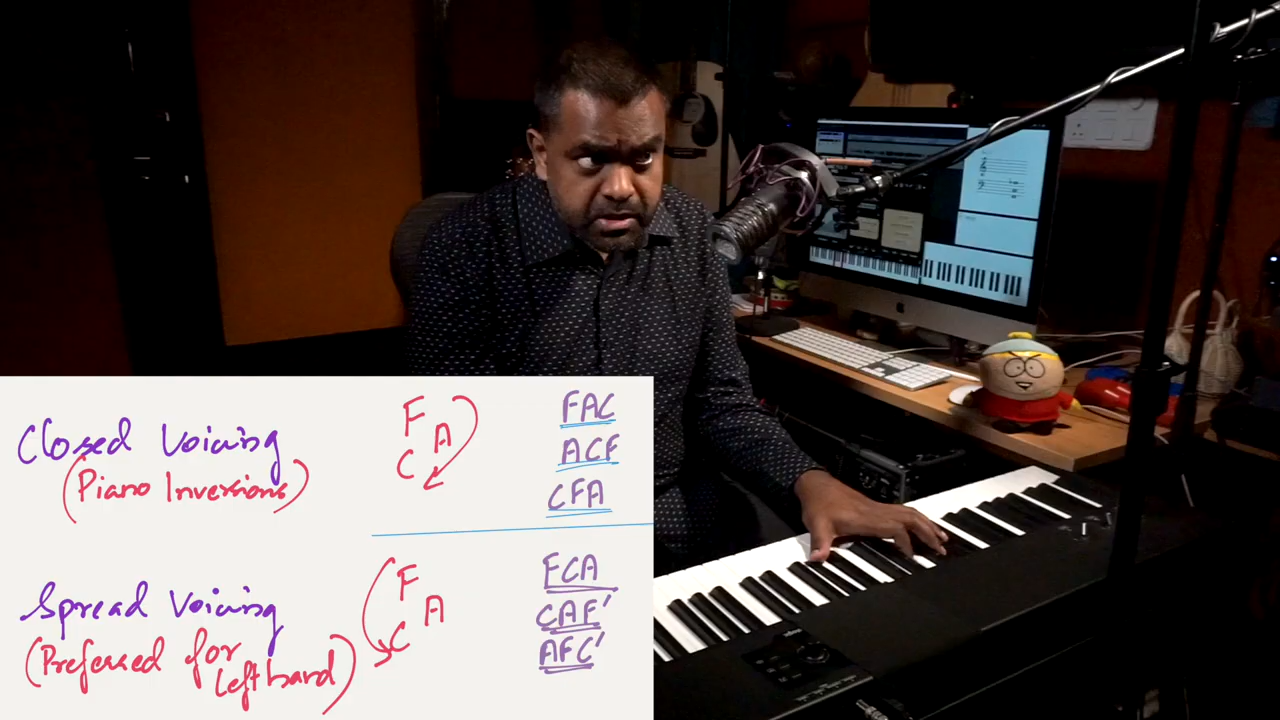 Closed Voicing
(Piano Inversions)
F
A
C
FAC
ACF
CFA
Spread Voicing
(Preferred for
Left hand)
F
A
C
FCA
CAF'
AFC'